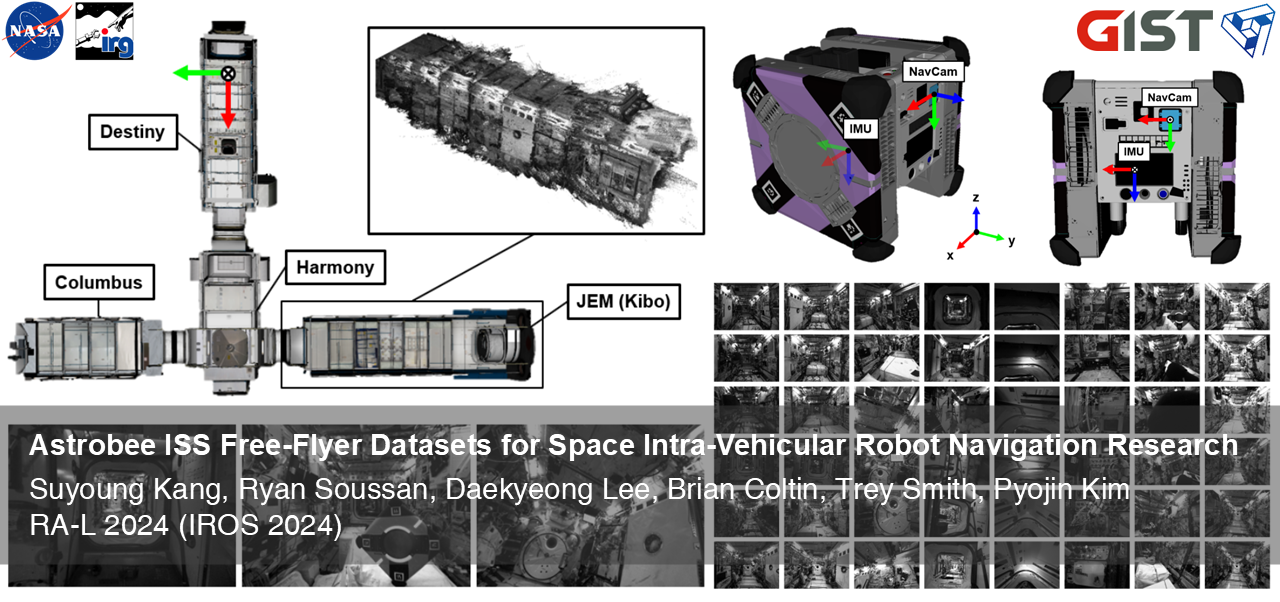 NASA
irg
GIST
Destiny
Columbus
Harmony
JEM (Kibo)
NavCam
IMU
z
y
x
NavCam
IMU
Astrobee ISS Free-Flyer Datasets for Space Intra-Vehicular Robot Navigation Research
Suyoung Kang, Ryan Soussan, Daekyeong Lee, Brian Coltin, Trey Smith, Pyojin Kim
RA-L 2024 (IROS 2024)